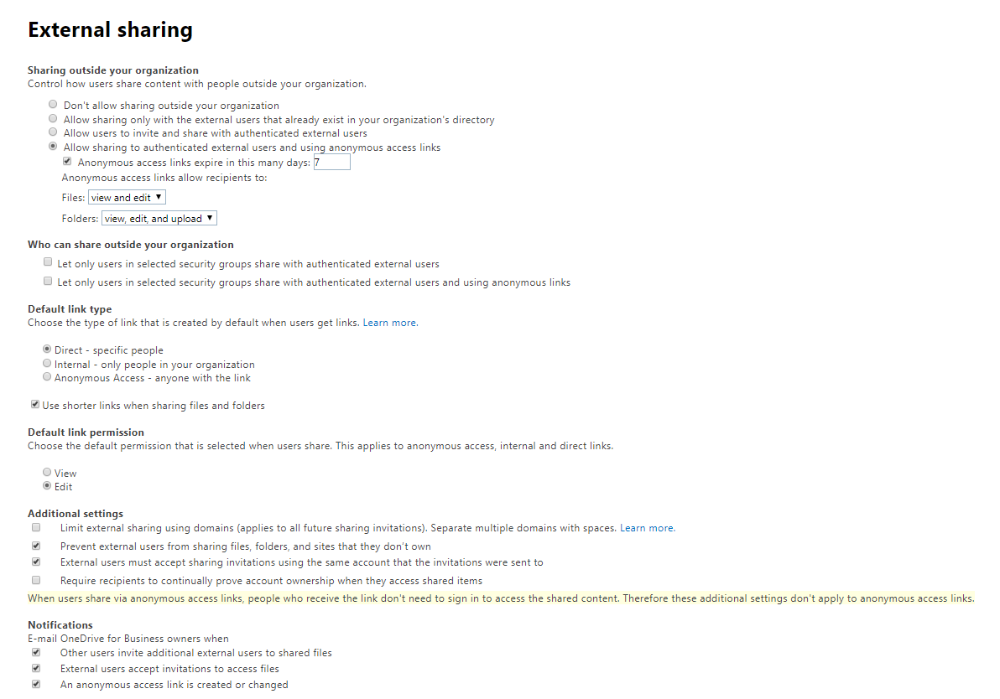 External sharing
Sharing outside your organization
Control how users share content with people outside your organization.
Don't allow sharing outside your organization
Allow sharing only with the external users that already exist in your organization's directory
Allow users to invite and share with authenticated external users
Allow sharing to authenticated external users and using anonymous access links
Anonymous access links expire in this many days: 7
Anonymous access links allow recipients to:
Files: view and edit
Folders: view, edit, and upload
Who can share outside your organization
Let only users in selected security groups share with authenticated external users
Let only users in selected security groups share with authenticated external users and using anonymous links
Default link type
Choose the type of link that is created by default when users get links. Learn more.
Direct - specific people
Internal - only people in your organization
Anonymous Access - anyone with the link
Use shorter links when sharing files and folders
Default link permission
Choose the default permission that is selected when users share. This applies to anonymous access, internal and direct links.
View
Edit
Additional settings
Limit external sharing using domains (applies to all future sharing invitations). Separate multiple domains with spaces. Learn more.
Prevent external users from sharing files, folders, and sites that they don't own
External users must accept sharing invitations using the same account that the invitations were sent to
Require recipients to continually prove account ownership when they access shared items
When users share via anonymous access links, people who receive the link don't need to sign in to access the shared content. Therefore these additional settings don't apply to anonymous access links.
Notifications
E-mail OneDrive for Business owners when
Other users invite additional external users to shared files
External users accept invitations to access files
An anonymous access link is created or changed